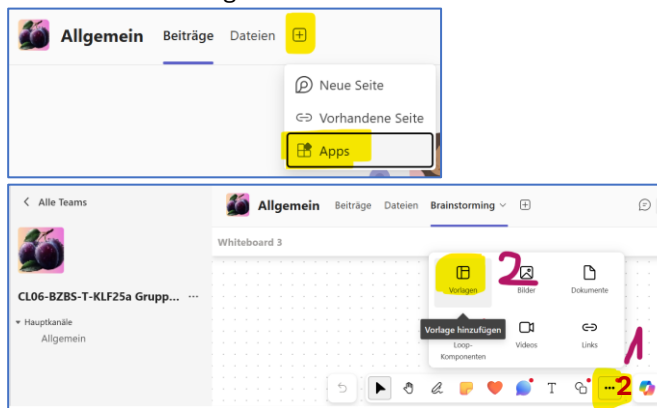 Allgemein Beiträge Dateien
Neue Seite
Vorhandene Seite
Apps
Alle Teams
Allgemein Beiträge Dateien Brainstorming
Whiteboard 3
CL06-BZBS-T-KLF25a Grupp... ...
Hauptkanäle
Allgemein
2
Vorlagen Bilder Dokumente
Vorlage hinzufügen
Loop-
Komponenten Videos Links
1
T ... 2